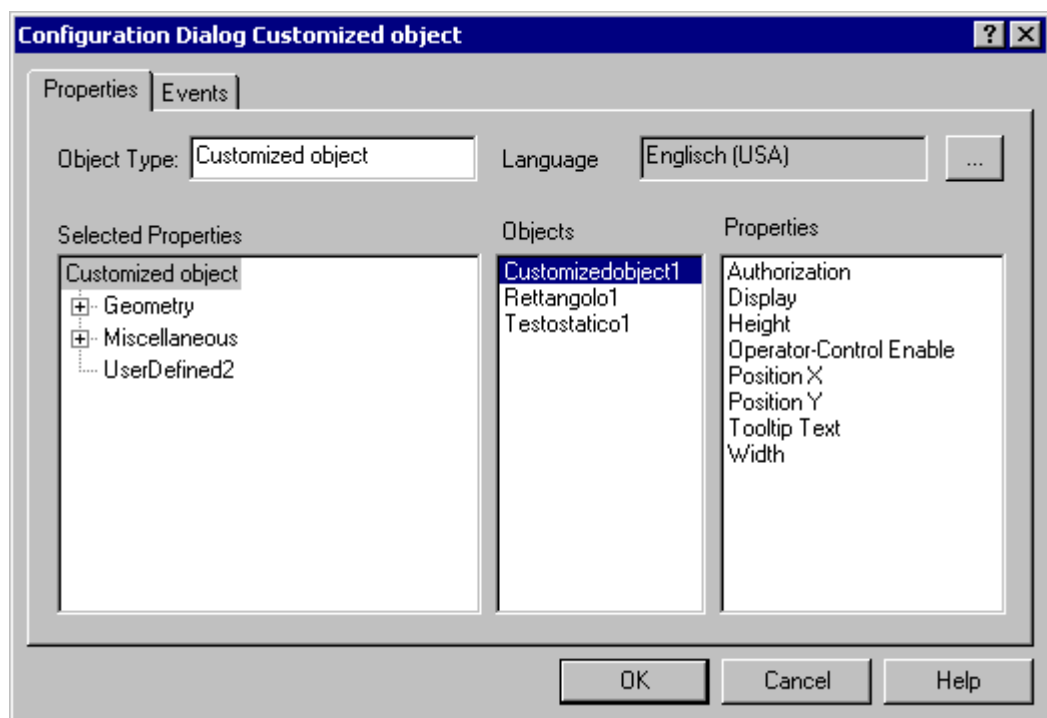 Configuration Dialog Customized object
Properties
Events
Object Type:
Customized object
Language
Englisch (USA)
...
Selected Properties
Customized object
Geometry
Miscellaneous
UserDefined2
Objects
Customizedobject1
Rettangolo1
Testostatico1
Properties
Authorization
Display
Height
Operator-Control Enable
Position X
Position Y
Tooltip Text
Width
OK
Cancel
Help